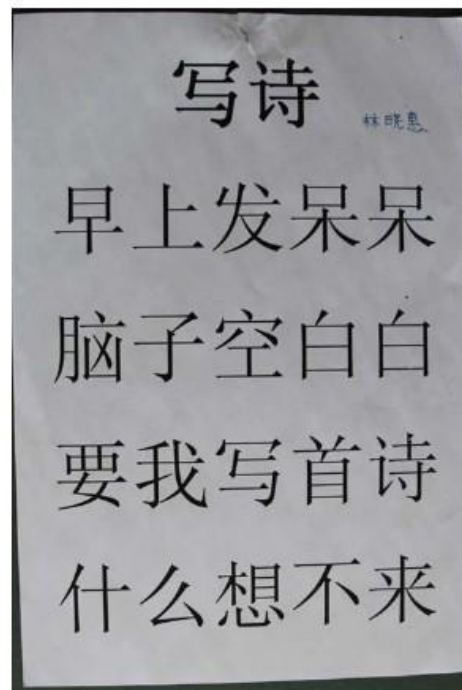 写诗
林晓惠
早上发呆呆
脑子空白白
要我写首诗
什么想不来